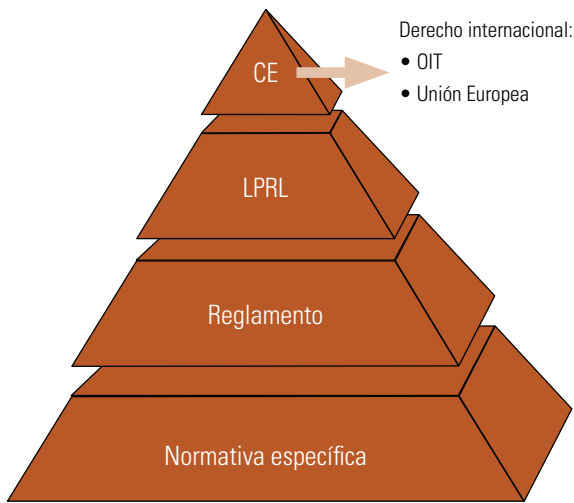 Derecho internacional:
• OIT
• Unión Europea
CE
LPRL
Reglamento
Normativa específica